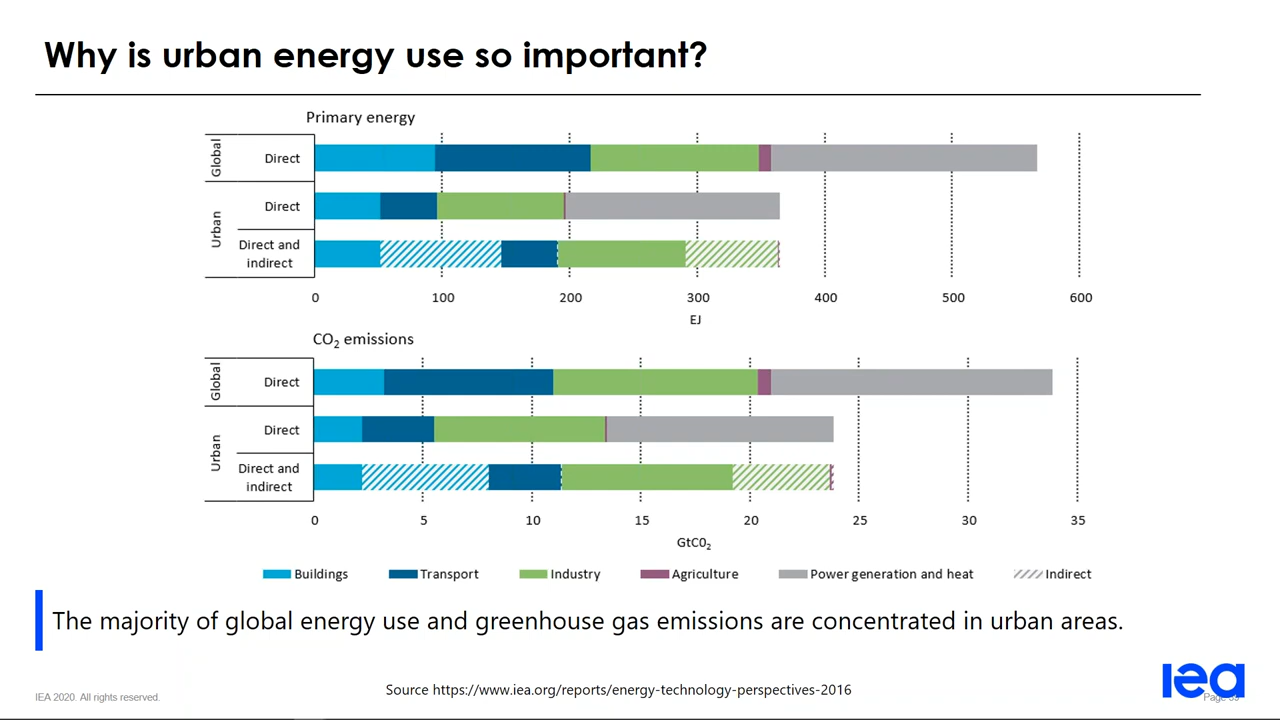 Why is urban energy use so important?
Primary energy
Global
Direct
Urban
Direct
Direct and
indirect
0 100 200 300 400 500 600
EJ
CO₂ emissions
Global
Direct
Urban
Direct
Direct and
indirect
0 5 10 15 20 25 30 35
GtC0₂
Buildings Transport Industry Agriculture Power generation and heat Indirect
The majority of global energy use and greenhouse gas emissions are concentrated in urban areas.
iea
IEA 2020. All rights reserved.
Source https://www.iea.org/reports/energy-technology-perspectives-2016
Page